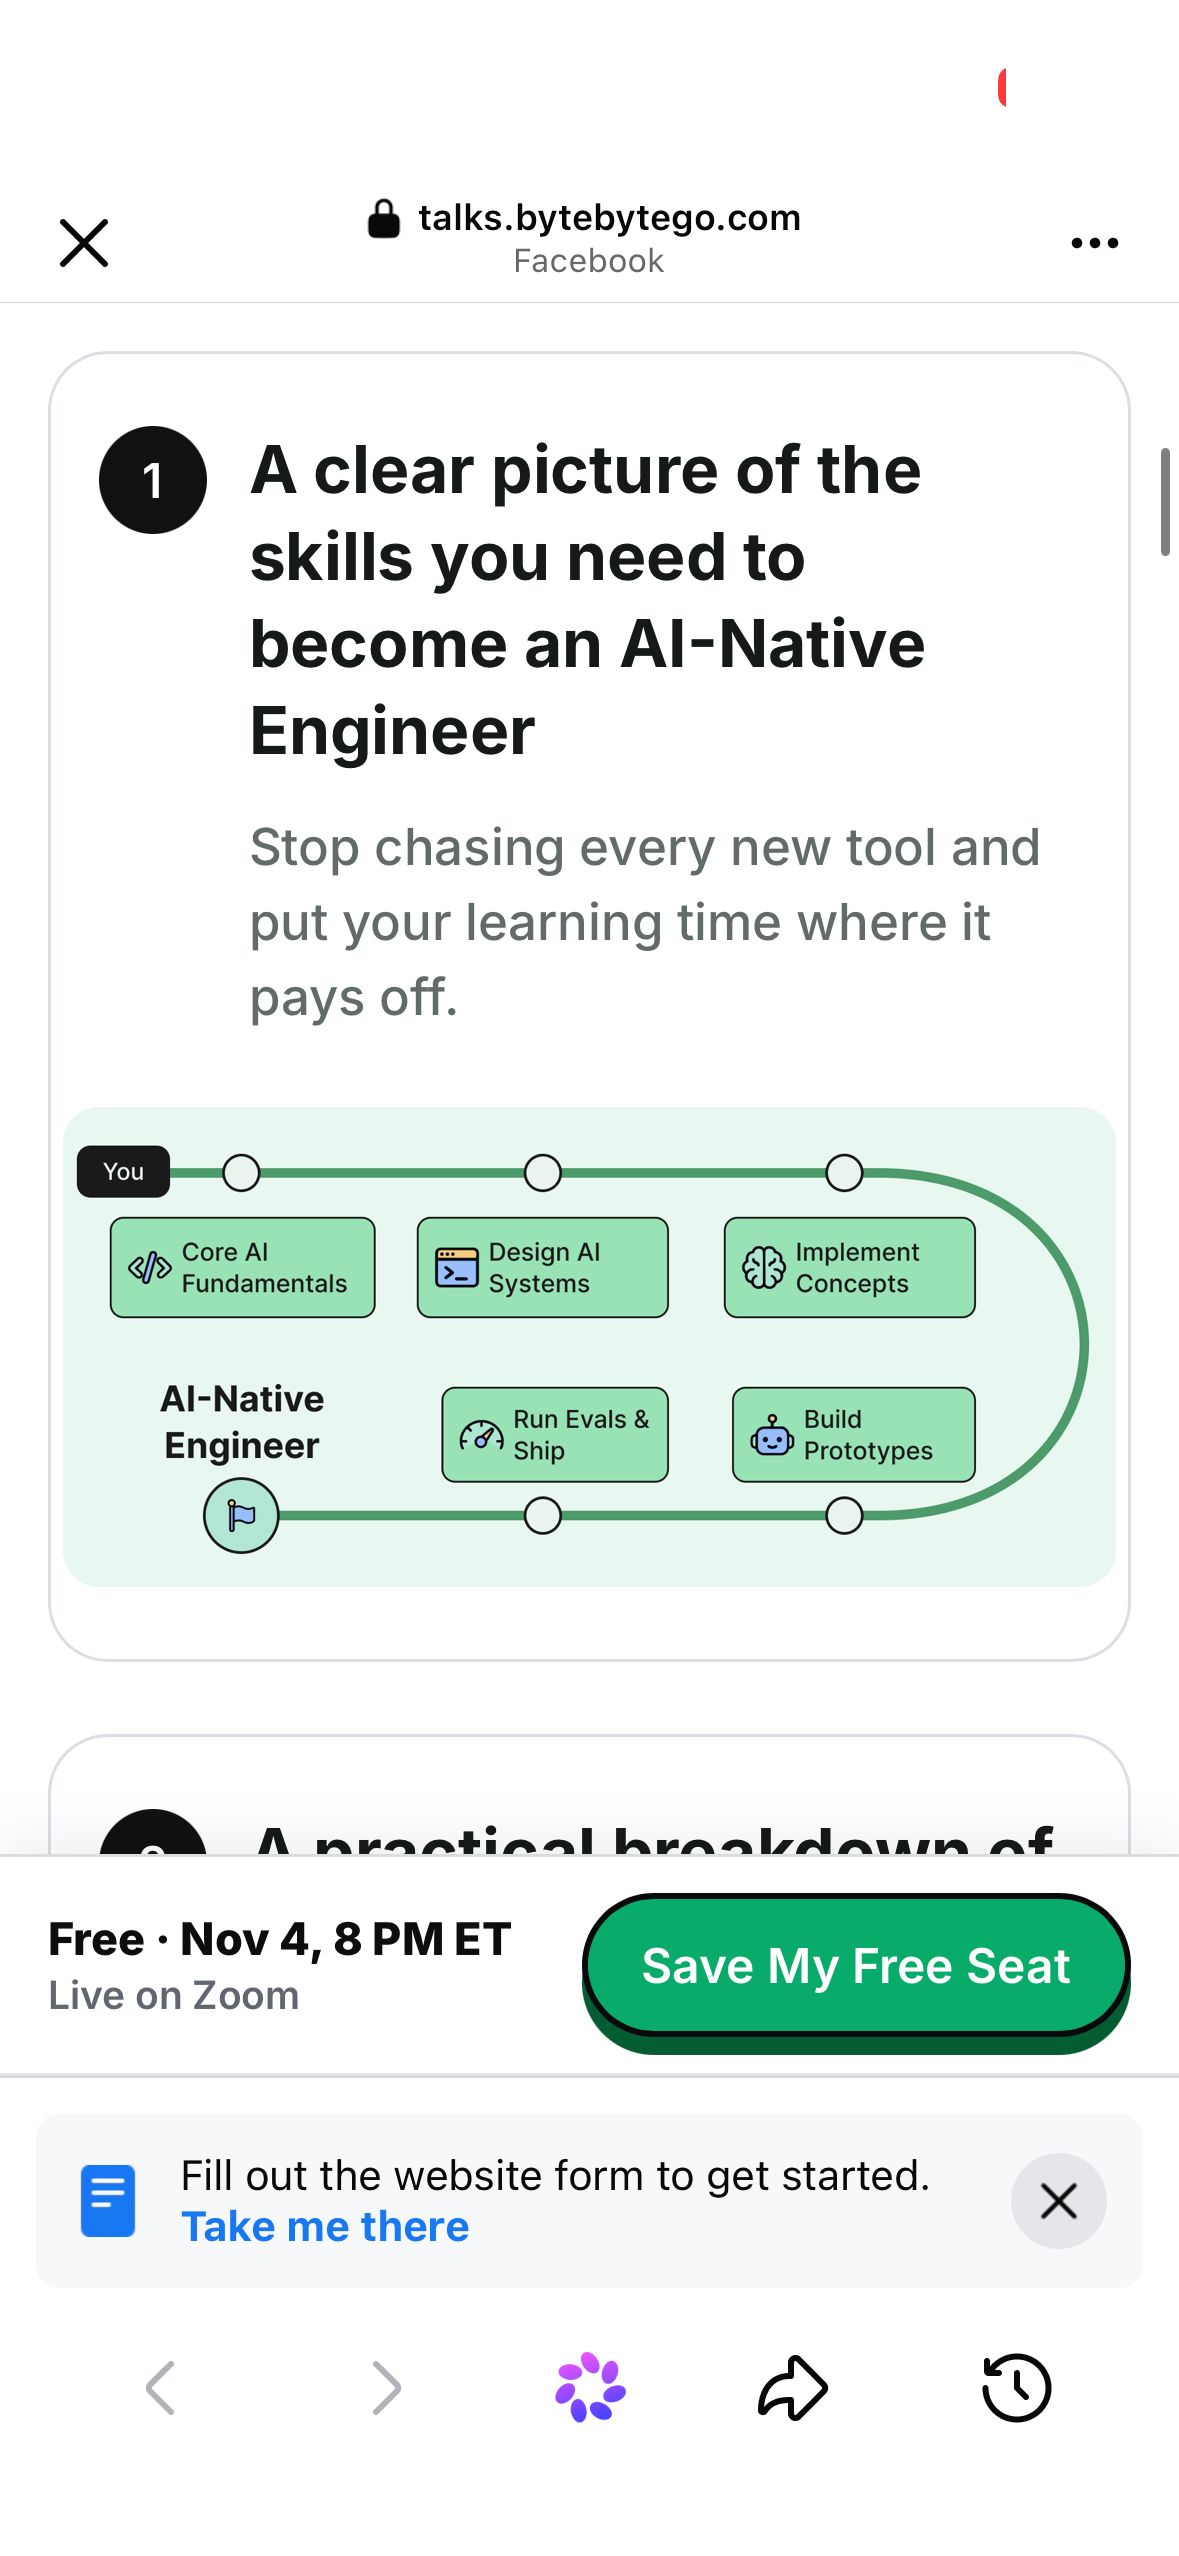 talks.bytebytego.com
Facebook
1
A clear picture of the
skills you need to
become an AI-Native
Engineer
Stop chasing every new tool and
put your learning time where it
pays off.
You
Core AI
Fundamentals
Design AI
Systems
Implement
Concepts
AI-Native
Engineer
Run Evals &
Ship
Build
Prototypes
A practical breakdown of
Free · Nov 4, 8 PM ET
Live on Zoom
Save My Free Seat
Fill out the website form to get started.
Take me there